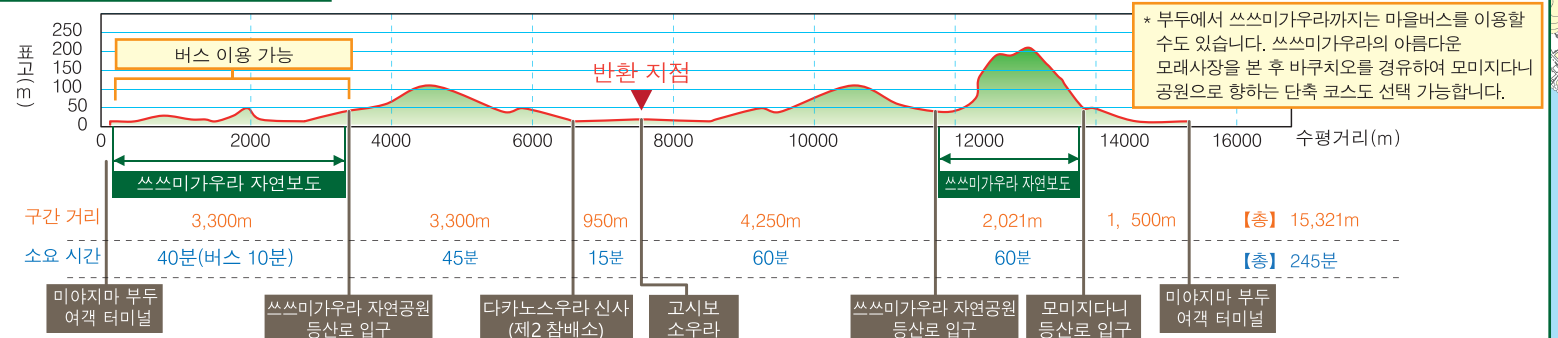 * 부두에서 쓰쓰미가우라까지는 마을버스를 이용할
수도 있습니다. 쓰쓰미가우라의 아름다운
모래사장을 본 후 바쿠치오를 경유하여 모미지다니
공원으로 향하는 단축 코스도 선택 가능합니다.
표고(m)
250
200
150
100
50
0
버스 이용 가능
반환 지점
0 2000 4000 6000 8000 10000 12000 14000 16000 수평거리(m)
쓰쓰미가우라 자연보도
쓰쓰미가우라 자연보도
구간 거리 3,300m 3,300m 950m 4,250m 2,021m 1, 500m 【총】 15,321m
소요 시간 40분(버스 10분) 45분 15분 60분 60분 【총】 245분
미야지마 부두
여객 터미널
쓰쓰미가우라 자연공원
등산로 입구
다카노스우라 신사
(제2 참배소)
고시보
소우라
쓰쓰미가우라 자연공원
등산로 입구
모미지다니
등산로 입구
미야지마 부두
여객 터미널